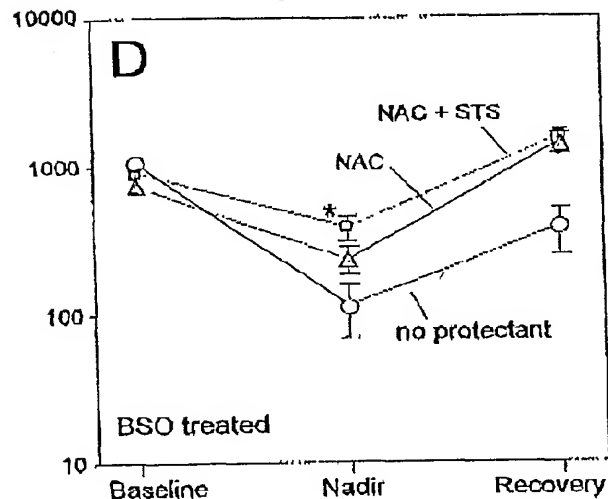 10000
D
NAC + STS
1000
NAC
*
100
no protectant
BSO treated
10
Baseline Nadir Recovery